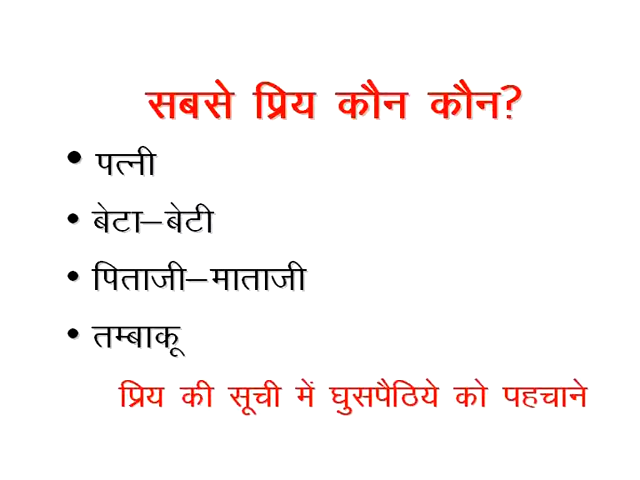 सबसे प्रिय कौन कौन?
• पत्नी
• बेटा–बेटी
• पिताजी–माताजी
• तम्बाकू
प्रिय की सूची में घुसपैठिये को पहचाने